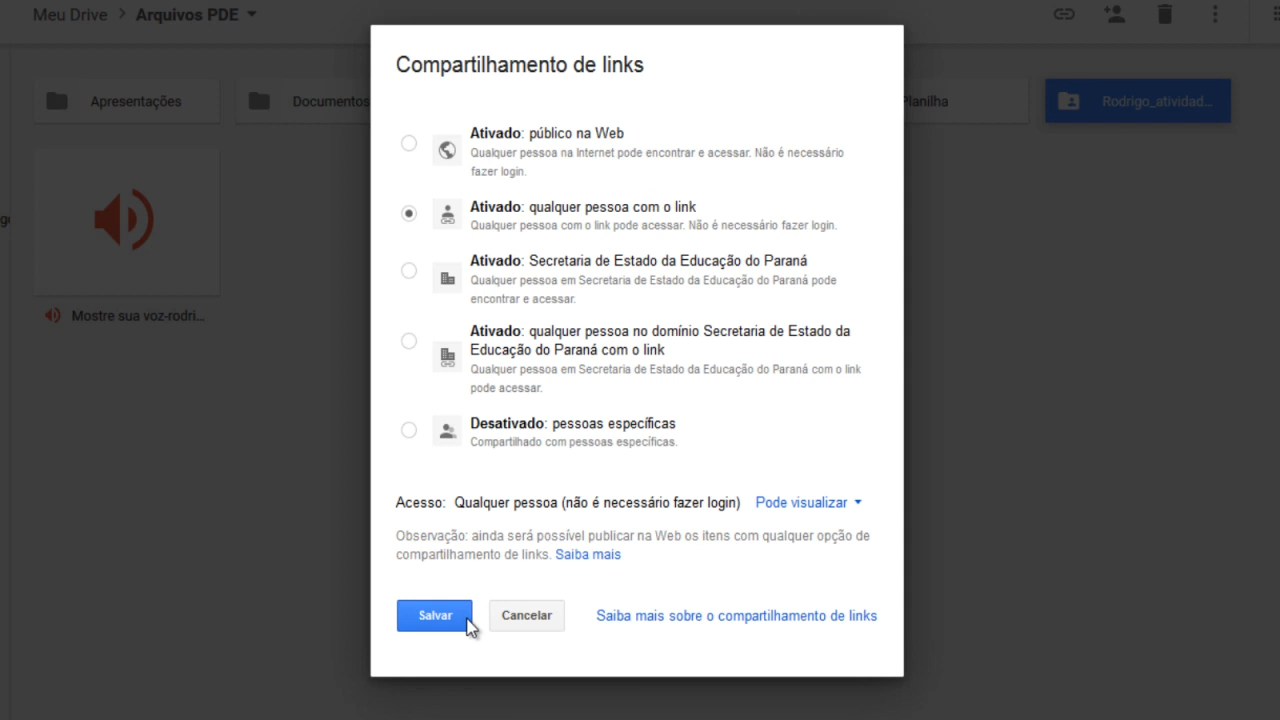 Meu Drive > Arquivos PDE
Apresentações
Documentos
Planilha
Rodrigo_atividad...
Mostre sua voz-rodri...
Compartilhamento de links
Ativado: público na Web
Qualquer pessoa na Internet pode encontrar e acessar. Não é necessário
fazer login.
Ativado: qualquer pessoa com o link
Qualquer pessoa com o link pode acessar. Não é necessário fazer login.
Ativado: Secretaria de Estado da Educação do Paraná
Qualquer pessoa em Secretaria de Estado da Educação do Paraná pode
encontrar e acessar.
Ativado: qualquer pessoa no domínio Secretaria de Estado da
Educação do Paraná com o link
Qualquer pessoa em Secretaria de Estado da Educação do Paraná com o link
pode acessar.
Desativado: pessoas específicas
Compartilhado com pessoas específicas.
Acesso: Qualquer pessoa (não é necessário fazer login) Pode visualizar
Observação: ainda será possível publicar na Web os itens com qualquer opção de
compartilhamento de links. Saiba mais
Salvar
Cancelar
Saiba mais sobre o compartilhamento de links